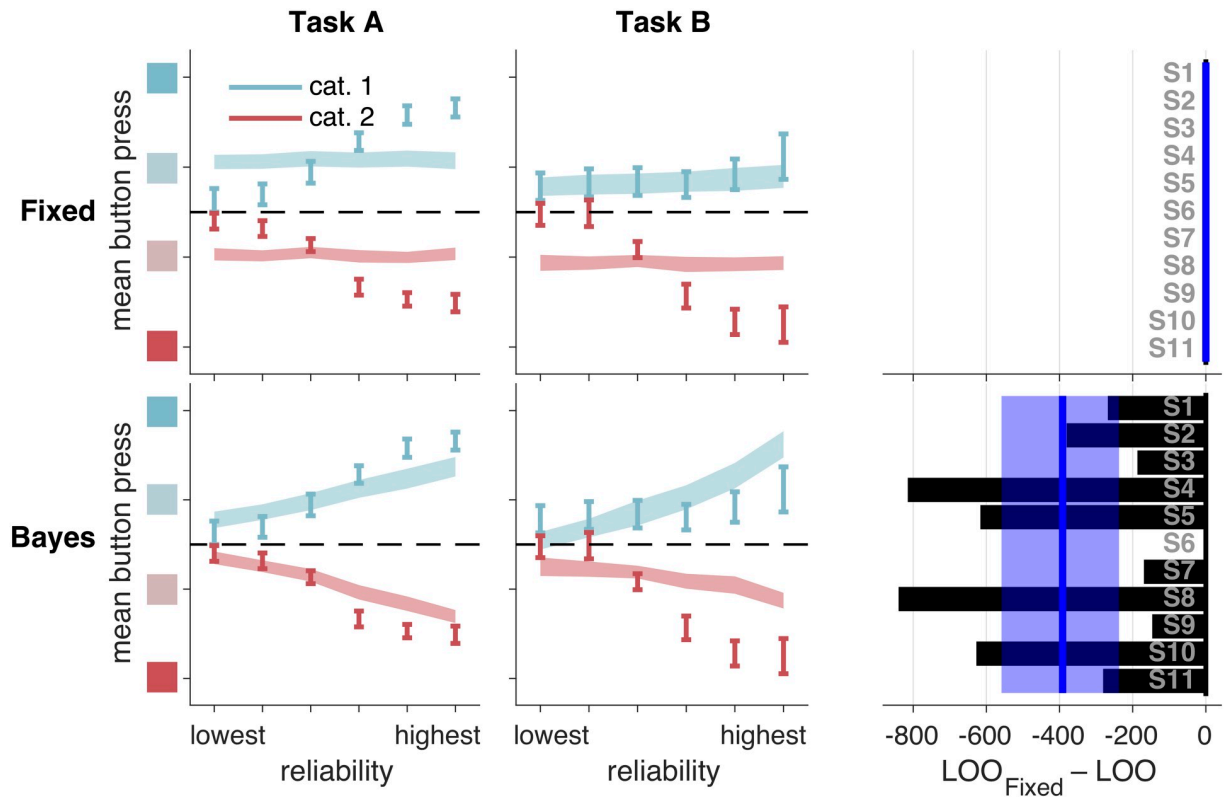 Task A
Task B
cat. 1
cat. 2
Fixed
mean button press
S1
S2
S3
S4
S5
S6
S7
S8
S9
S10
S11
Bayes
mean button press
S1
S2
S3
S4
S5
S6
S7
S8
S9
S10
S11
lowest highest
lowest highest
-800 -600 -400 -200 0
reliability
reliability
LOO_Fixed – LOO